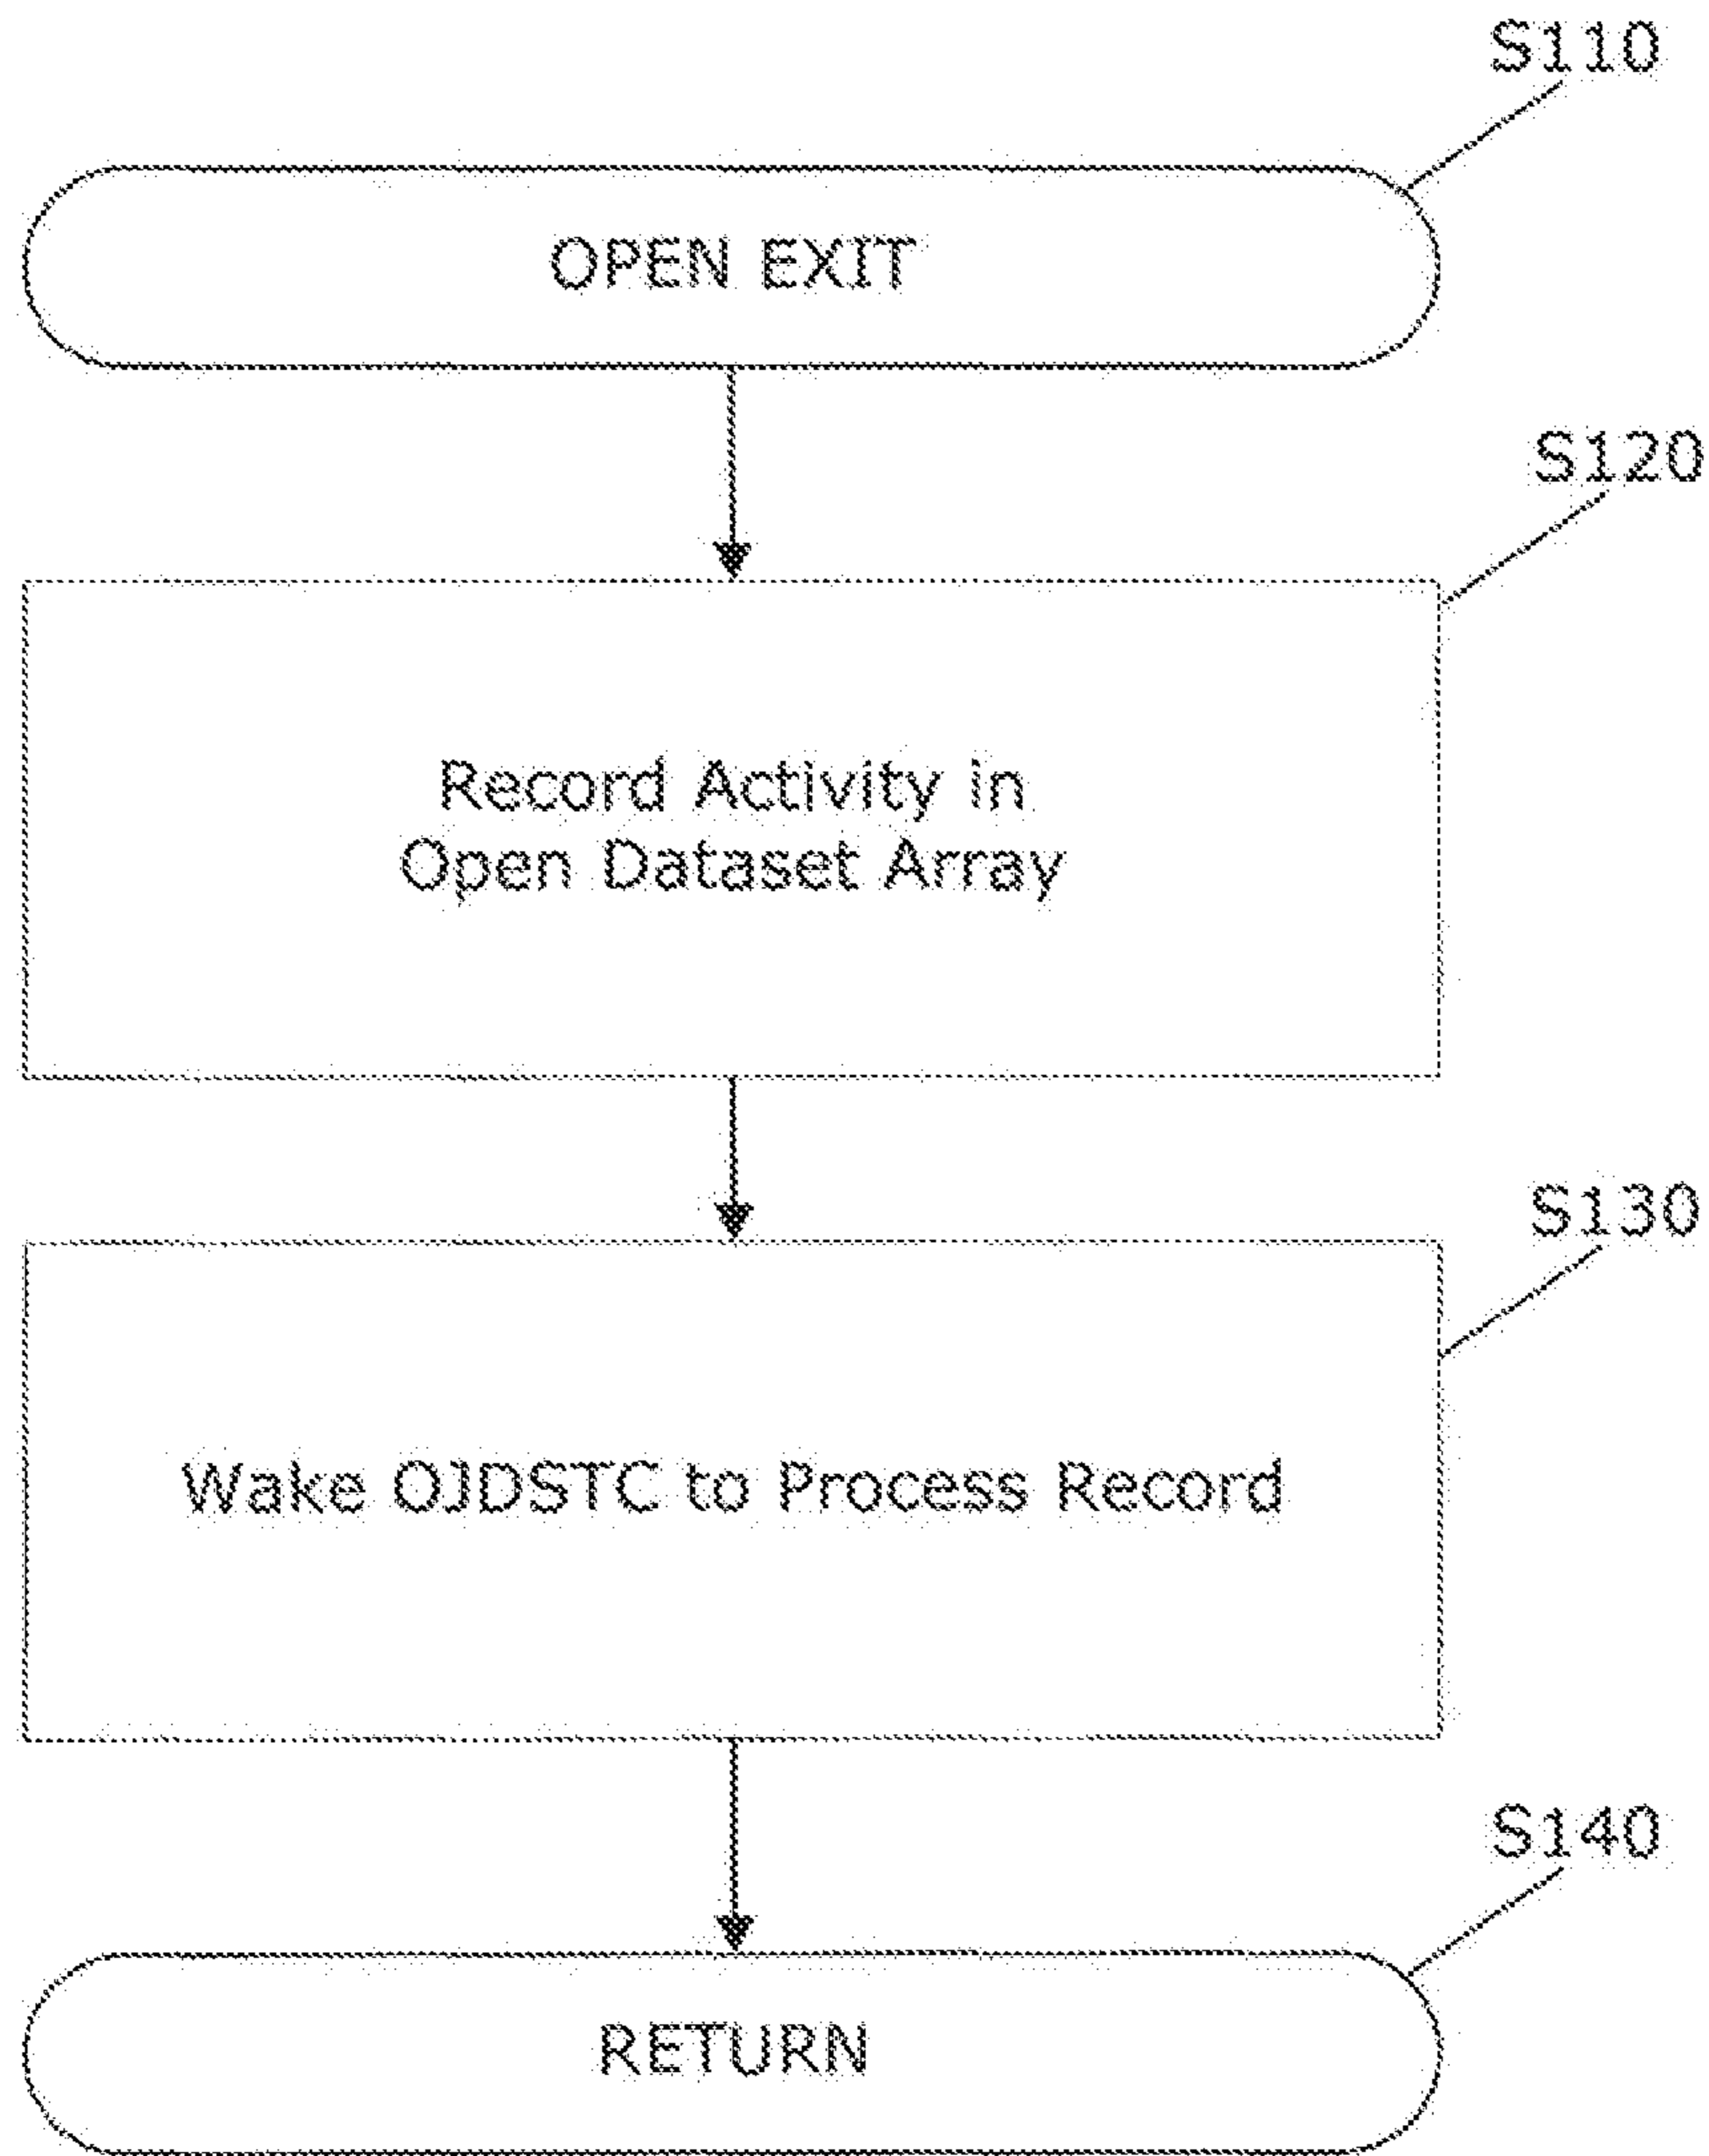 S110
OPEN EXIT
S120
Record Activity in
Open Dataset Array
S130
Wake OJDSTC to Process Record
S140
RETURN